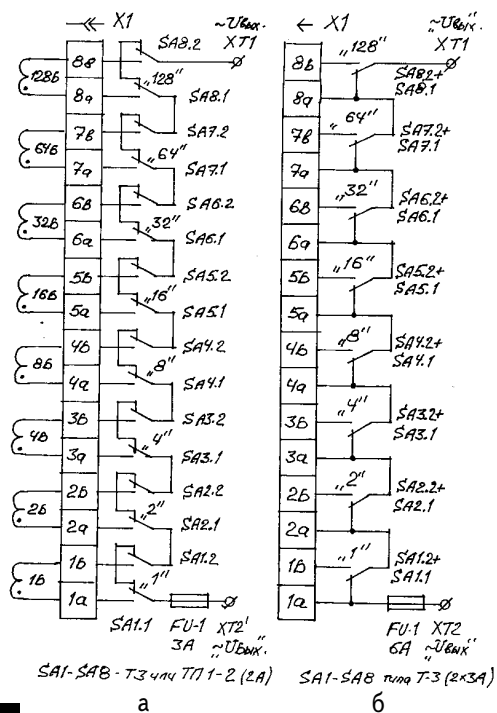 X1
SA8.2
~Uвых.
XT1
8в
128в
„128"
8а
SA8.1
7в
SA7.2
64в
„64"
7а
SA7.1
6в
SA6.2
32в
„32"
6а
SA6.1
5в
SA5.2
16в
„16"
5а
SA5.1
4в
SA4.2
8в
„8"
4а
SA4.1
3в
SA3.2
4в
„4"
3а
SA3.1
2в
SA2.2
2в
„2"
2а
SA2.1
1в
SA1.2
1в
„1"
1а
SA1.1
FU-1
XT2
3А
~„Uвых".
SA1-SA8 - Т3 или ТП1-2 (2А)
а
X1
~Uвых"
„XT1
8в
„128"
SA8.2+
SA8.1
8а
7в
„64"
SA7.2+
SA7.1
7а
6в
„32"
SA6.2+
SA6.1
6а
5в
„16"
SA5.2+
SA5.1
5а
4в
„8"
SA4.2+
SA4.1
4а
3в
„4"
SA3.2+
SA3.1
3а
2в
„2"
SA2.2+
SA2.1
2а
1в
„1"
SA1.2+
SA1.1
1а
FU-1
XT2
6А
~„Uвых".
SA1-SA8 типа Т-3 (2×3А)
б